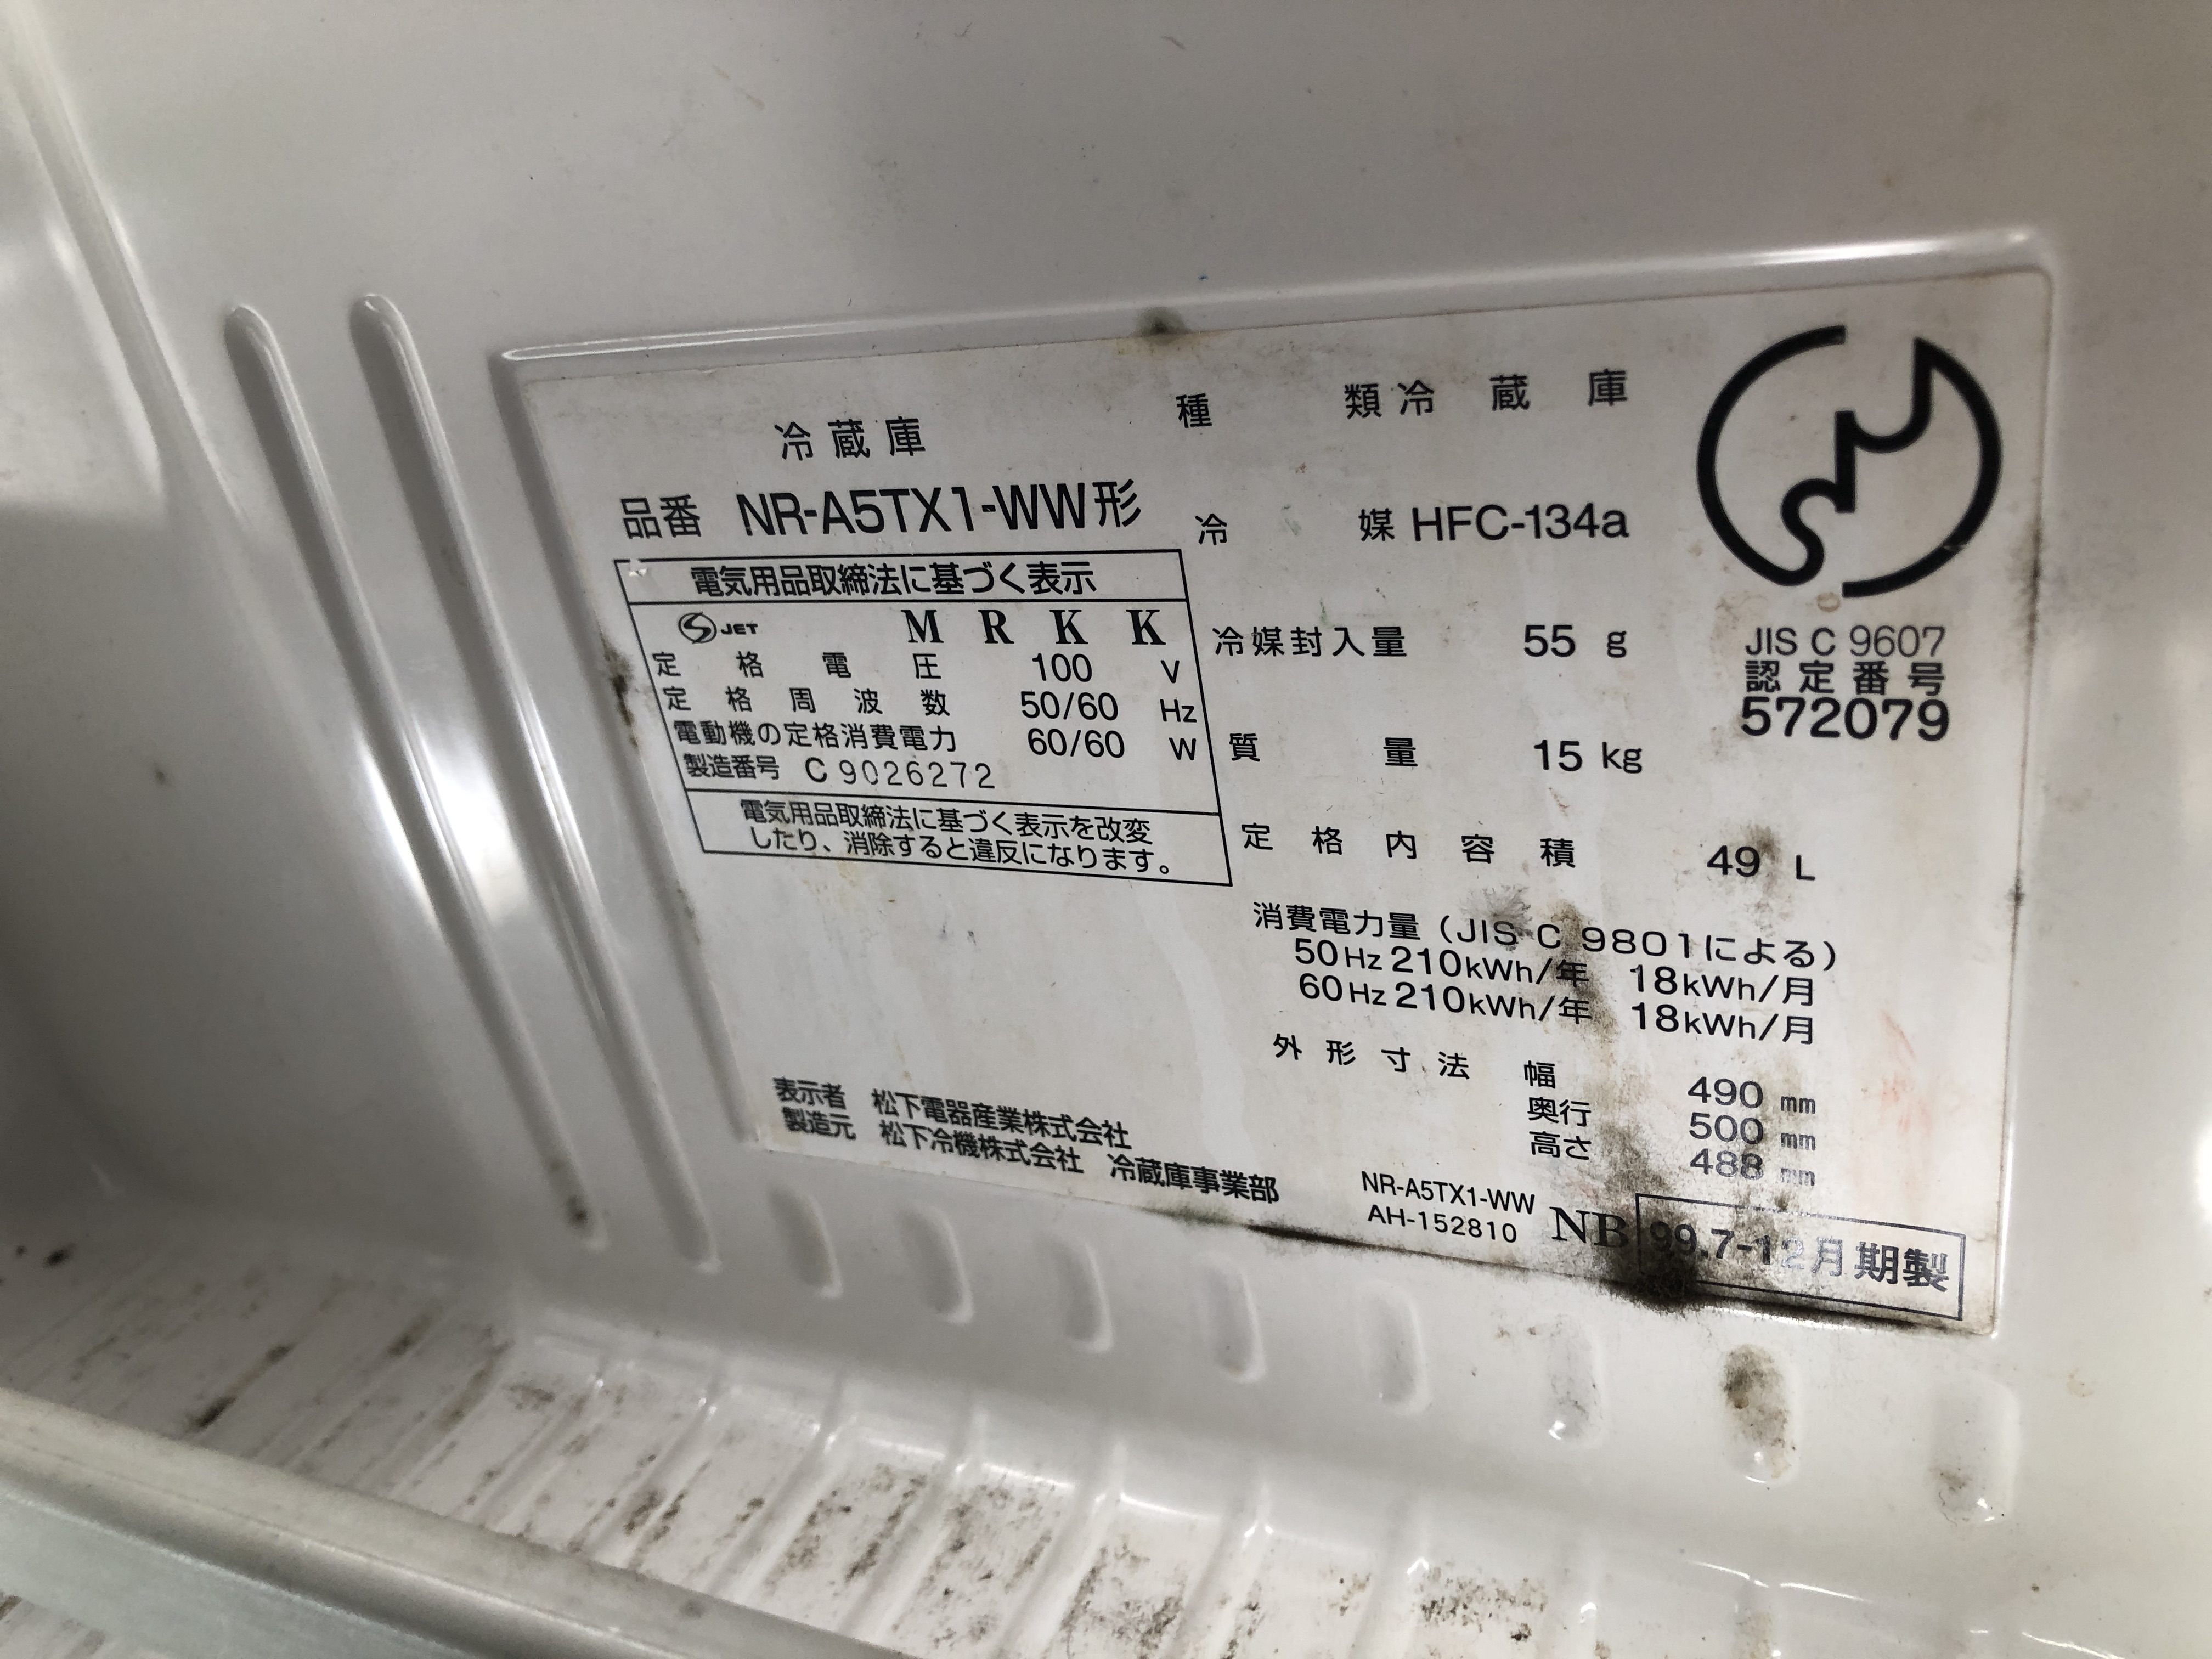 冷蔵庫
品番 NR-A5TX1-WW形
電気用品取締法に基づく表示
S JET M R K K
定格電圧 100 V
定格周波数 50/60 Hz
電動機の定格消費電力 60/60 W
製造番号 C9026272
電気用品取締法に基づく表示を改変
したり、消除すると違反になります。
表示者 松下電器産業株式会社
製造元 松下冷機株式会社 冷蔵庫事業部
種類 冷蔵庫
冷媒 HFC-134a
冷媒封入量 55 g
質量 15 kg
定格内容積 49 L
消費電力量(JIS C 9801による)
50Hz 210kWh/年 18kWh/月
60Hz 210kWh/年 18kWh/月
外形寸法 幅 490 mm
奥行 500 mm
高さ 488 mm
JIS C 9607
認定番号
572079
NR-A5TX1-WW
AH-152810
NB 99.7-12月期製